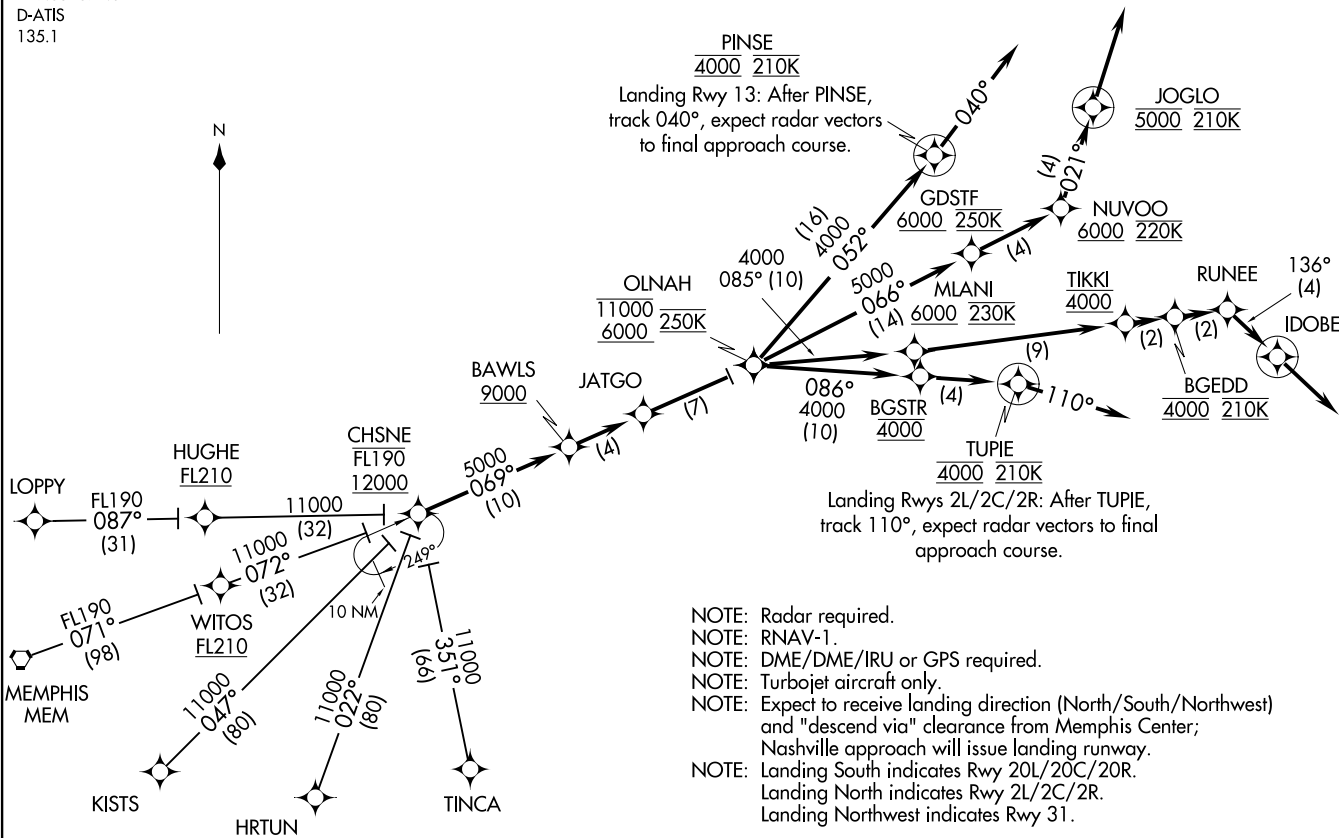 D-ATIS
135.1
N
PINSE
4000 210K
Landing Rwy 13: After PINSE,
track 040°, expect radar vectors
to final approach course.
040°
JOGLO
5000 210K
(4)
021°
GDSTF
6000 250K
NUVOO
6000 220K
(4)
(16)
4000
052°
4000
085° (10)
5000
066°
(14)
OLNAH
11000
6000 250K
MLANI
6000 230K
TIKKI
4000
RUNEE
136°
(4)
IDOBE
(9)
(2)
(2)
BGEDD
4000 210K
086°
4000
(10)
BGSTR
4000
(4)
110°
TUPIE
4000 210K
Landing Rwys 2L/2C/2R: After TUPIE,
track 110°, expect radar vectors to final
approach course.
BAWLS
9000
JATGO
(7)
(4)
CHSNE
FL190
12000
5000
069°
(10)
HUGHE
FL210
LOPPY
FL190
087°
(31)
11000
(32)
11000
072°
(32)
249°
10 NM
WITOS
FL210
FL190
071°
(98)
MEMPHIS
MEM
11000
047°
(80)
11000
022°
(80)
11000
351°
(66)
KISTS
HRTUN
TINCA
NOTE: Radar required.
NOTE: RNAV-1.
NOTE: DME/DME/IRU or GPS required.
NOTE: Turbojet aircraft only.
NOTE: Expect to receive landing direction (North/South/Northwest)
and "descend via" clearance from Memphis Center;
Nashville approach will issue landing runway.
NOTE: Landing South indicates Rwy 20L/20C/20R.
Landing North indicates Rwy 2L/2C/2R.
Landing Northwest indicates Rwy 31.